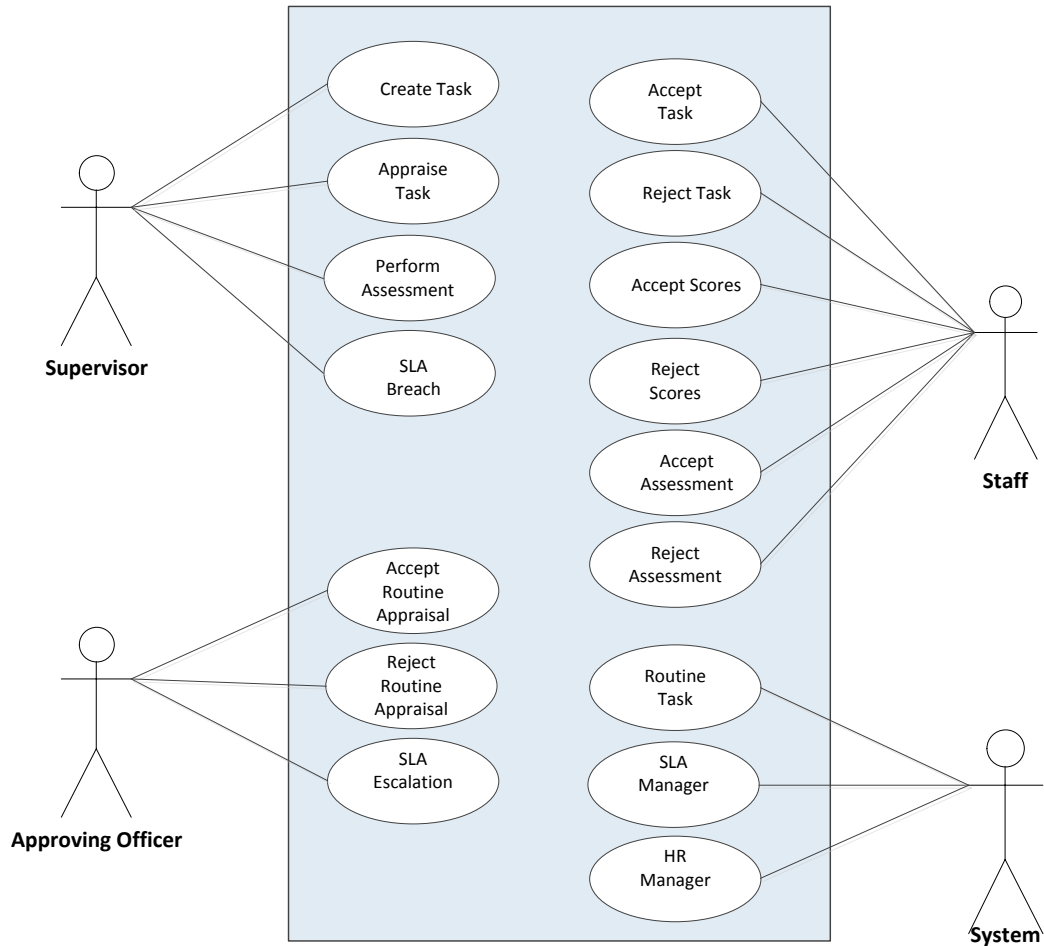 Create Task
Appraise
Task
Perform
Assessment
SLA
Breach
Supervisor
Accept
Task
Reject Task
Accept Scores
Reject
Scores
Accept
Assessment
Reject
Assessment
Staff
Accept
Routine
Appraisal
Reject
Routine
Appraisal
SLA
Escalation
Approving Officer
Routine
Task
SLA
Manager
HR
Manager
System